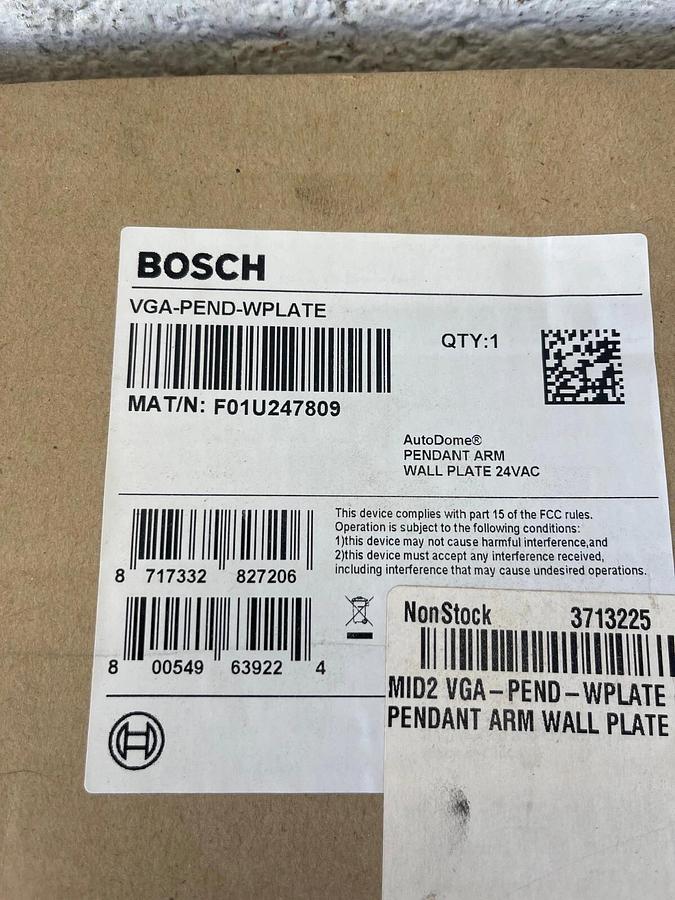 BOSCH
VGA-PEND-WPLATE
QTY:1
MAT/N: F01U247809
AutoDome®
PENDANT ARM
WALL PLATE 24VAC
This device complies with part 15 of the FCC rules.
Operation is subject to the following conditions:
1)this device may not cause harmful interference,and
2)this device must accept any interference received,
including interference that may cause undesired operations.
8 717332 827206
8 00549 63922 4
NonStock 3713225
MID2 VGA-PEND-WPLATE
PENDANT ARM WALL PLATE